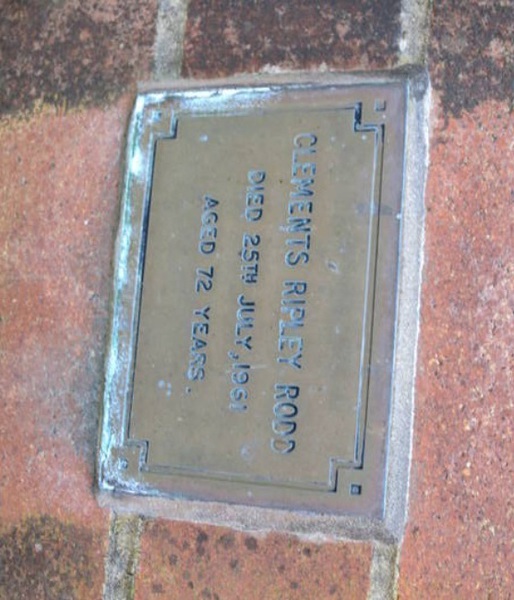 CLEMENTS RIPLEY RODD
DIED 25TH JULY, 1961
AGED 72 YEARS.